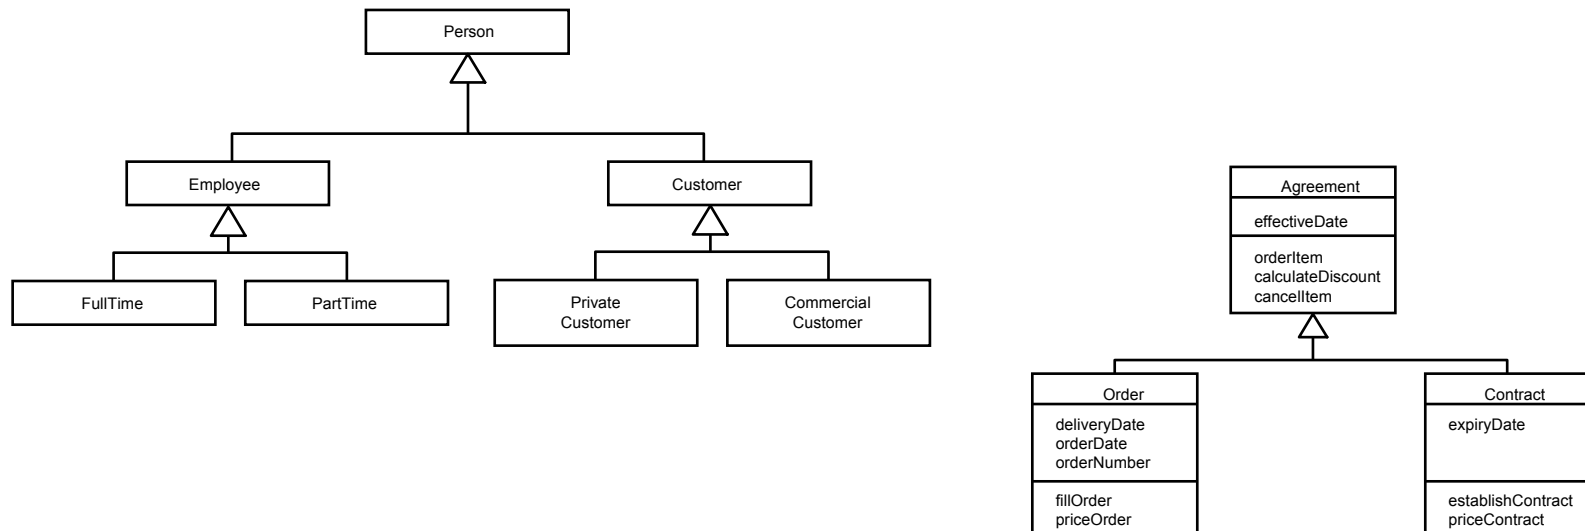 Person
Employee
Customer
FullTime
PartTime
Private
Customer
Commercial
Customer
Agreement
effectiveDate
orderItem
calculateDiscount
cancelItem
Order
deliveryDate
orderDate
orderNumber
fillOrder
priceOrder
Contract
expiryDate
establishContract
priceContract